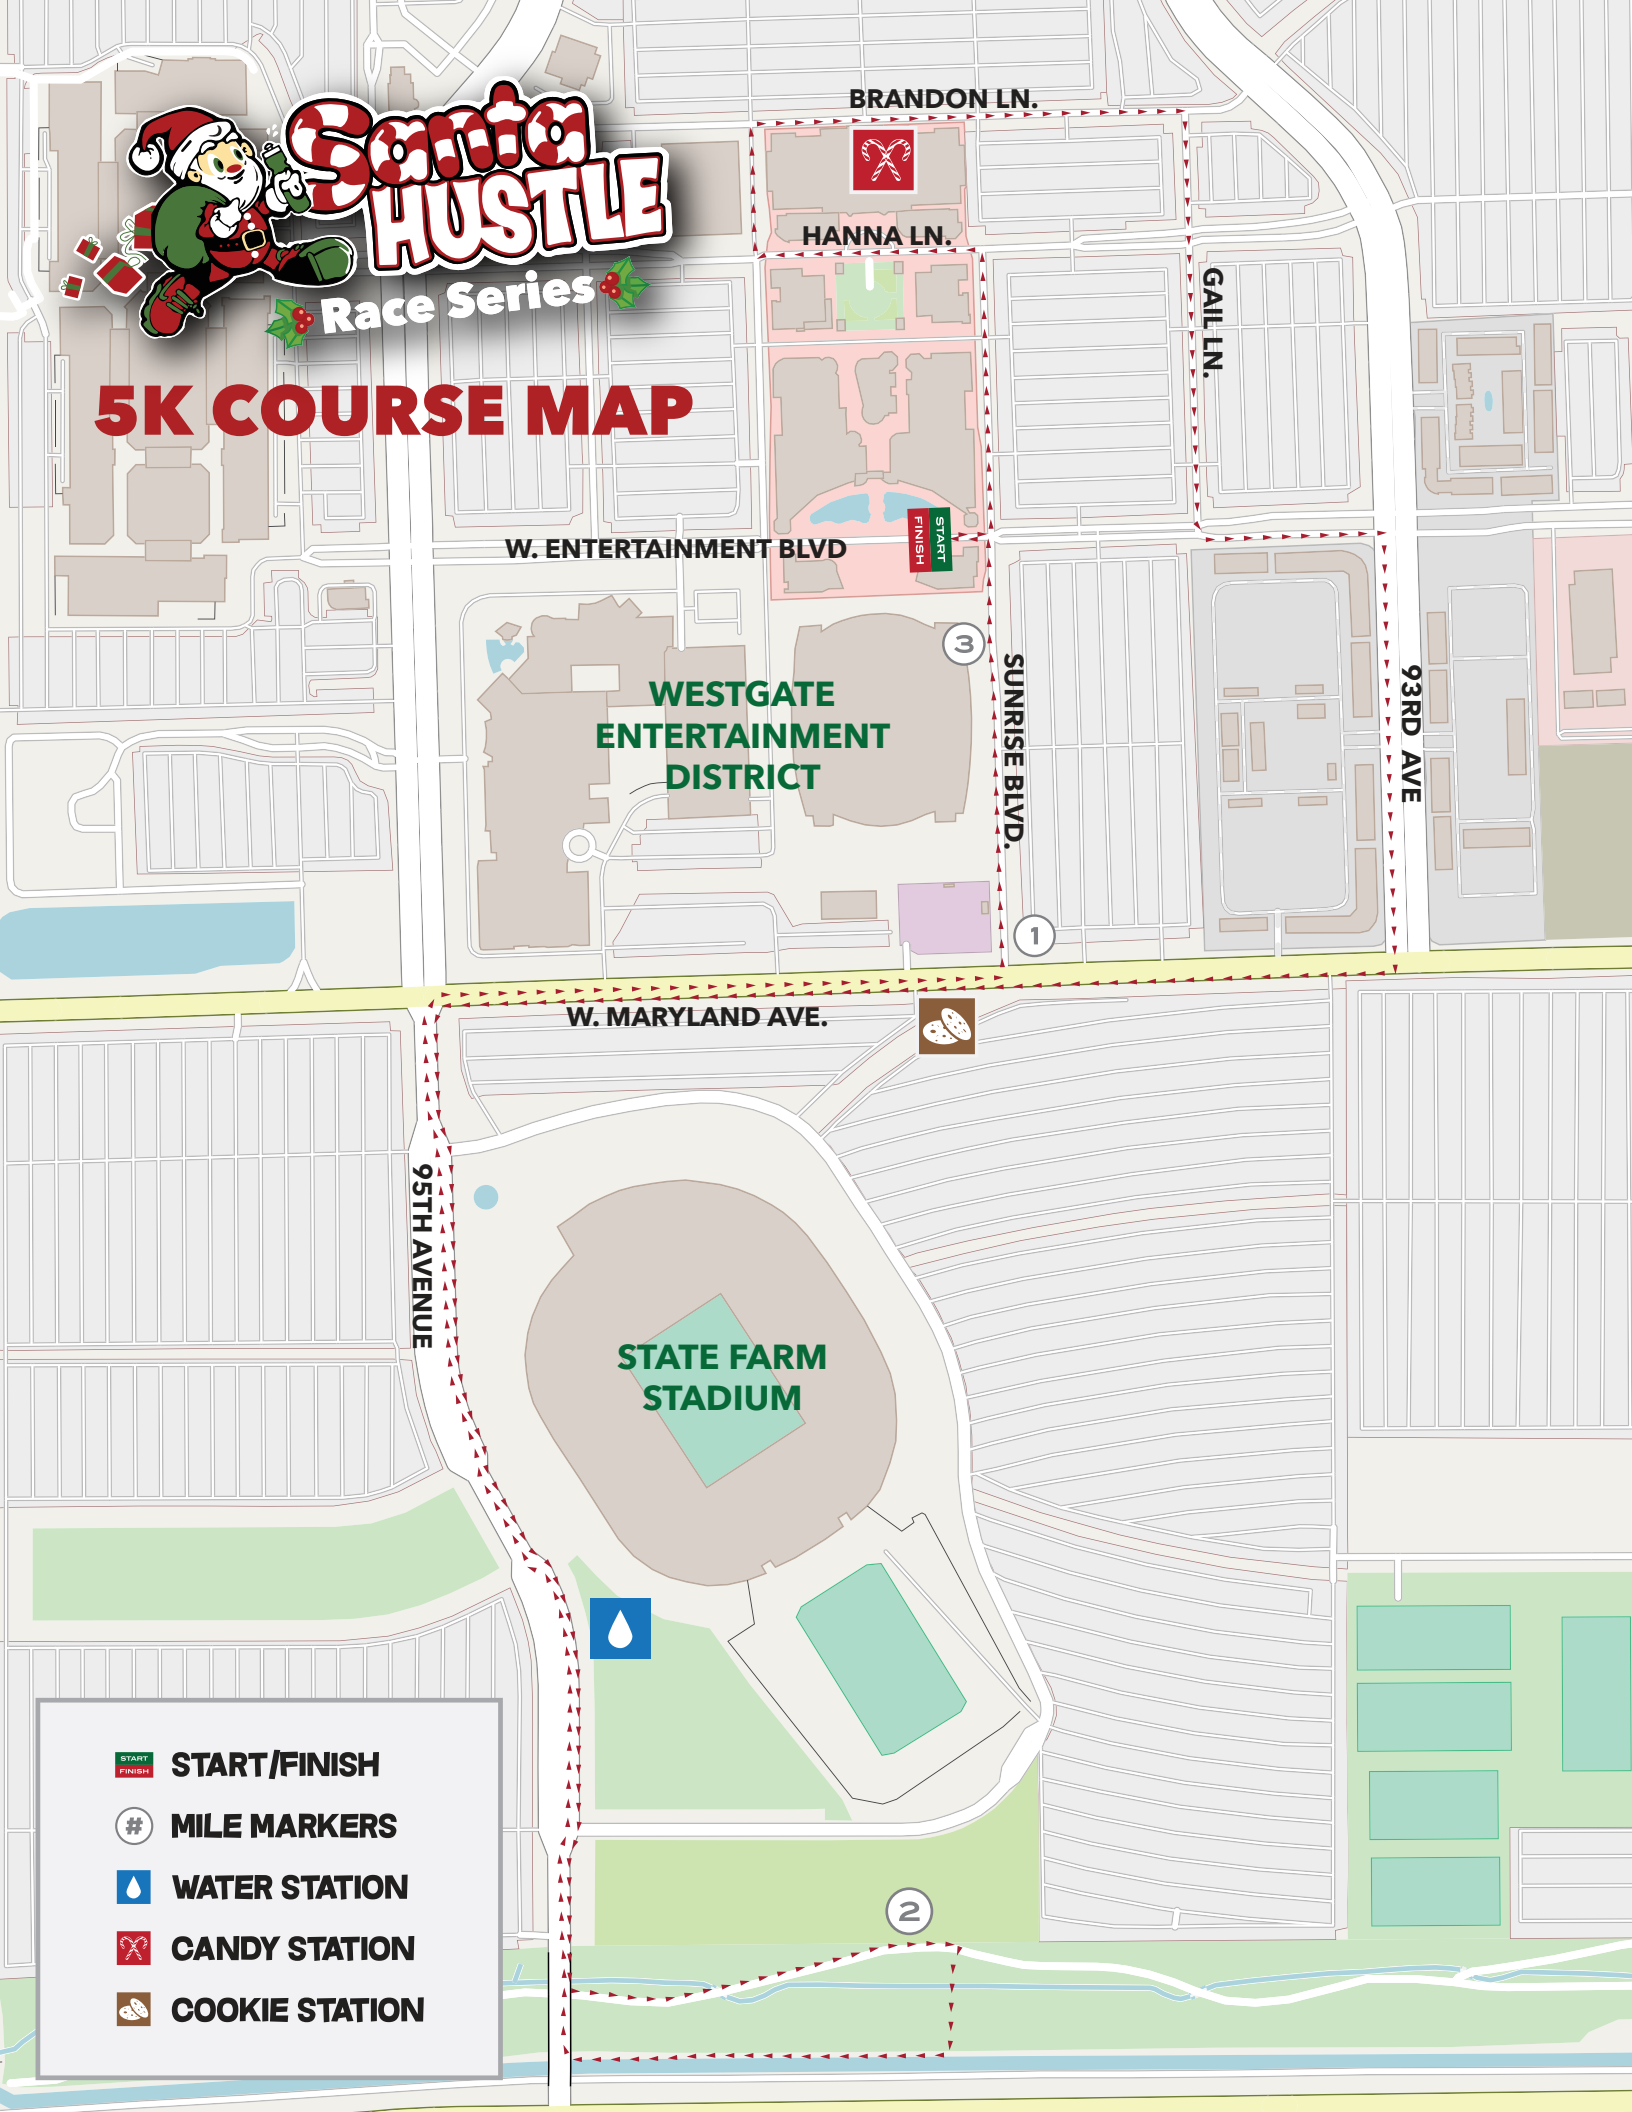 Santa
HUSTLE
Race Series
5K COURSE MAP
BRANDON LN.
HANNA LN.
GAIL LN.
START
FINISH
W. ENTERTAINMENT BLVD
3
WESTGATE
ENTERTAINMENT
DISTRICT
SUNRISE BLVD.
93RD AVE
1
W. MARYLAND AVE.
95TH AVENUE
STATE FARM
STADIUM
2
START
FINISH
START/FINISH
#
MILE MARKERS
WATER STATION
CANDY STATION
COOKIE STATION